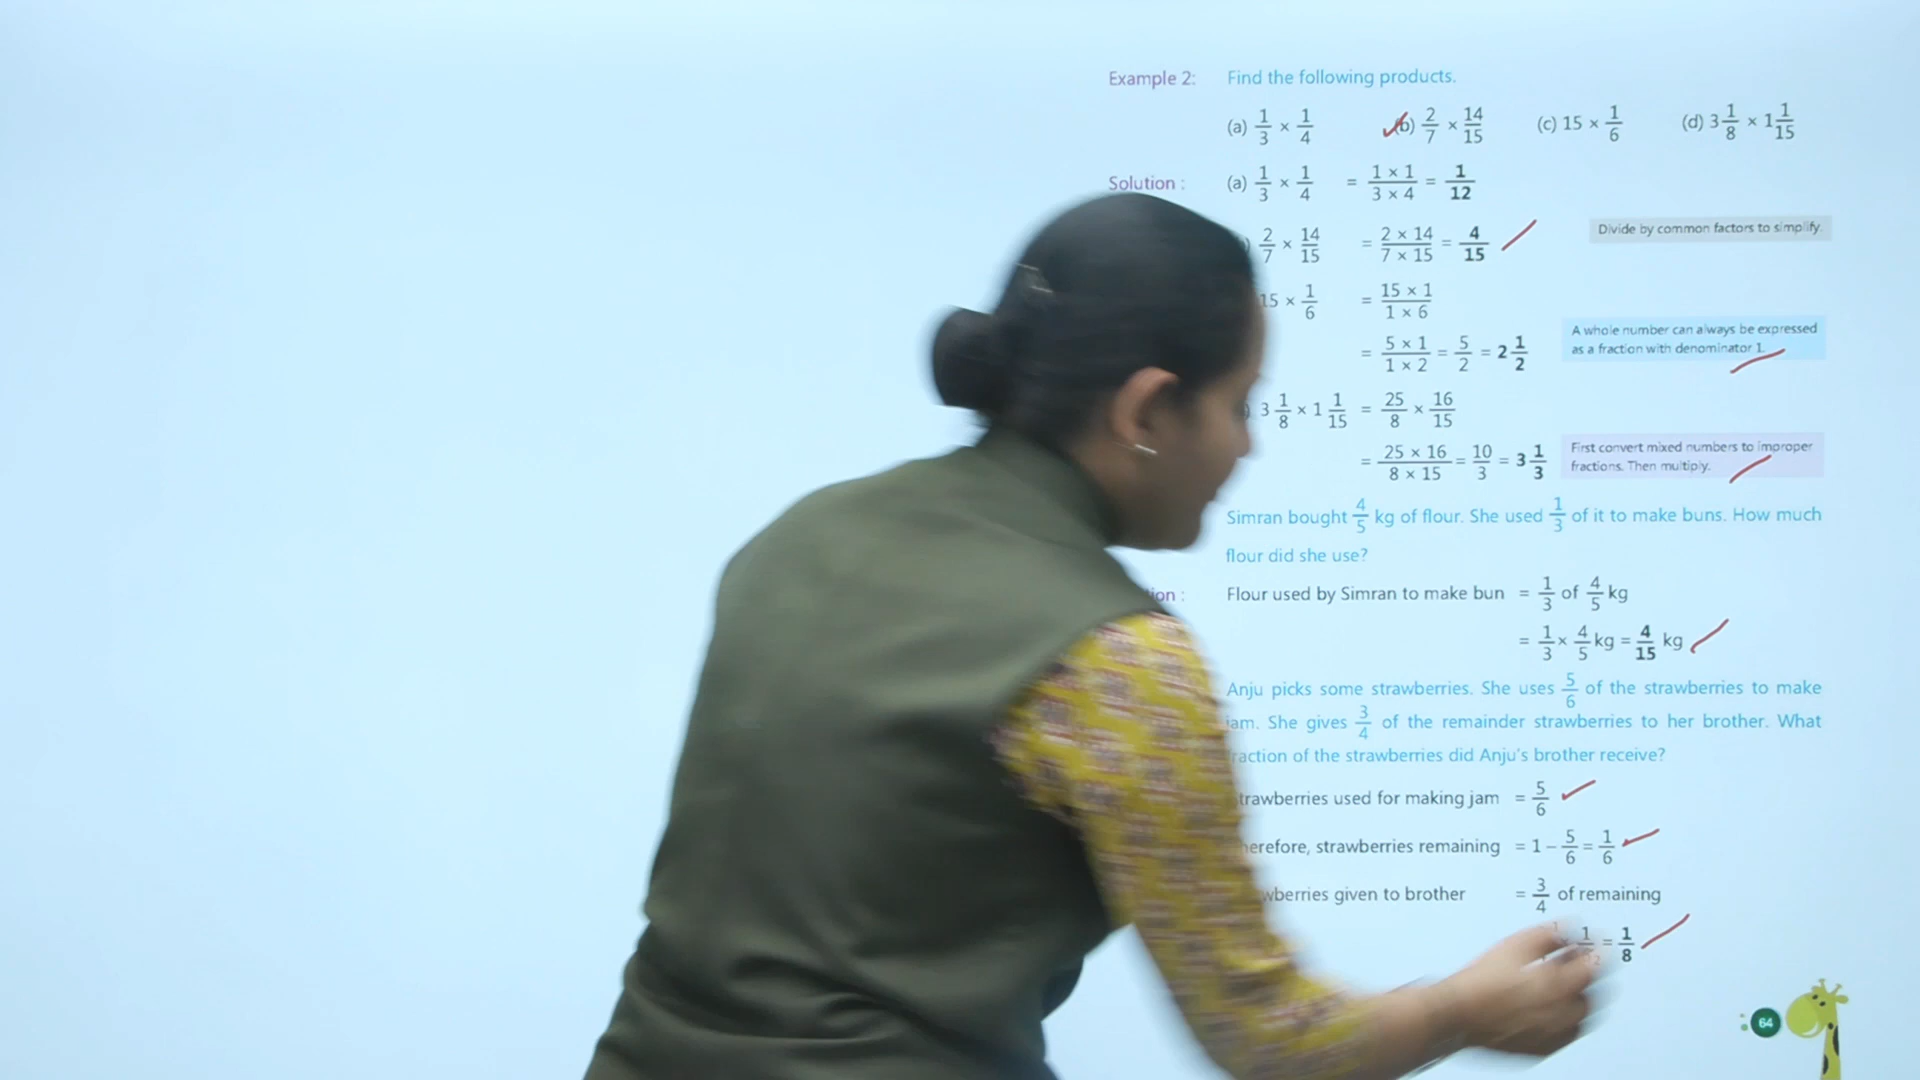 Example 2: Find the following products.
(a) 1/3 × 1/4 (b) 2/7 × 14/15 (c) 15 × 1/6 (d) 3 1/8 × 1 1/15
Solution : (a) 1/3 × 1/4 = (1 × 1)/(3 × 4) = 1/12
2/7 × 14/15 = (2 × 14)/(7 × 15) = 4/15 Divide by common factors to simplify.
15 × 1/6 = (15 × 1)/(1 × 6)
= (5 × 1)/(1 × 2) = 5/2 = 2 1/2
A whole number can always be expressed
as a fraction with denominator 1.
3 1/8 × 1 1/15 = 25/8 × 16/15
= (25 × 16)/(8 × 15) = 10/3 = 3 1/3
First convert mixed numbers to improper
fractions. Then multiply.
Simran bought 4/5 kg of flour. She used 1/3 of it to make buns. How much
flour did she use?
Flour used by Simran to make bun = 1/3 of 4/5 kg
= 1/3 × 4/5 kg = 4/15 kg
Anju picks some strawberries. She uses 5/6 of the strawberries to make
jam. She gives 3/4 of the remainder strawberries to her brother. What
fraction of the strawberries did Anju's brother receive?
trawberries used for making jam = 5/6
herefore, strawberries remaining = 1 – 5/6 = 1/6
wberries given to brother = 3/4 of remaining
= 1/8
64